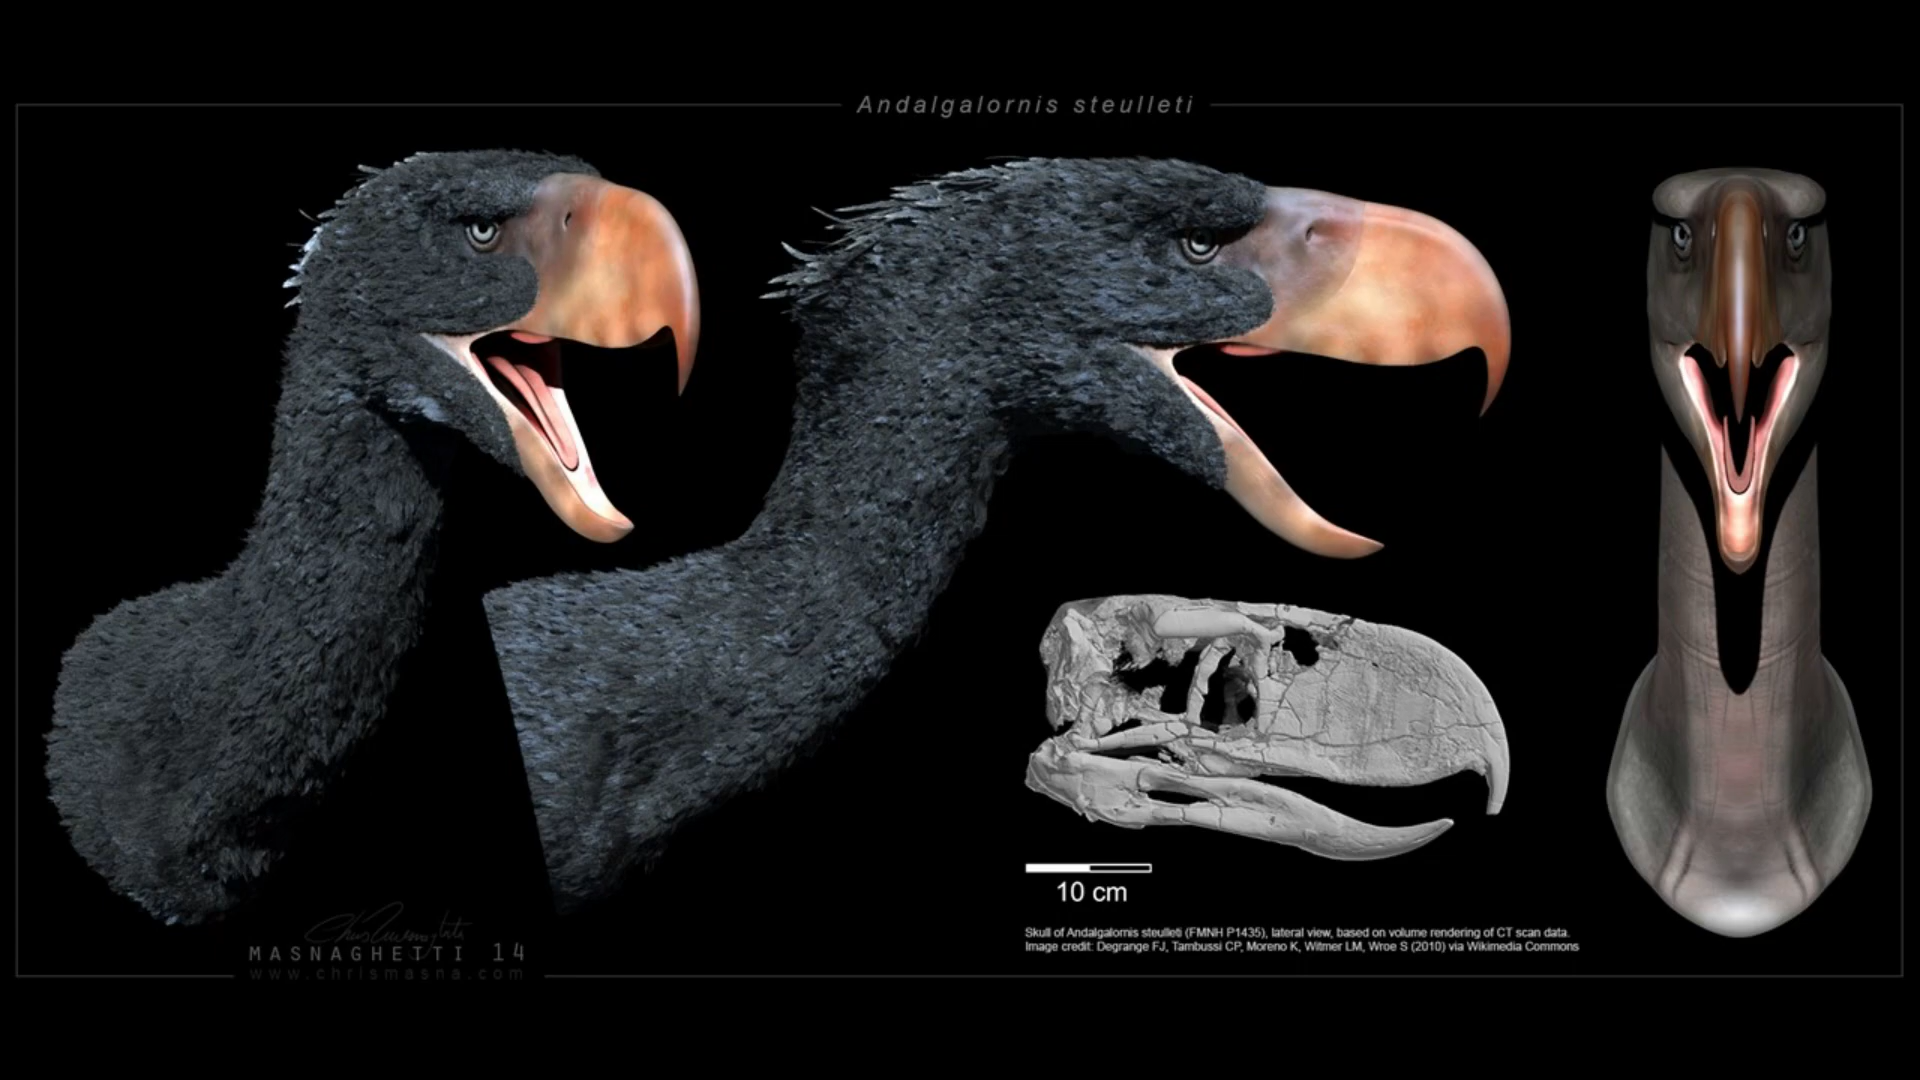 Andalgalornis steulleti
10 cm
Skull of Andalgalornis steulleti (FMNH P1435), lateral view, based on volume rendering of CT scan data.
Image credit: Degrange FJ, Tambussi CP, Moreno K, Witmer LM, Wroe S (2010) via Wikimedia Commons
MASNAGHETTI 14
www.chrismasna.com